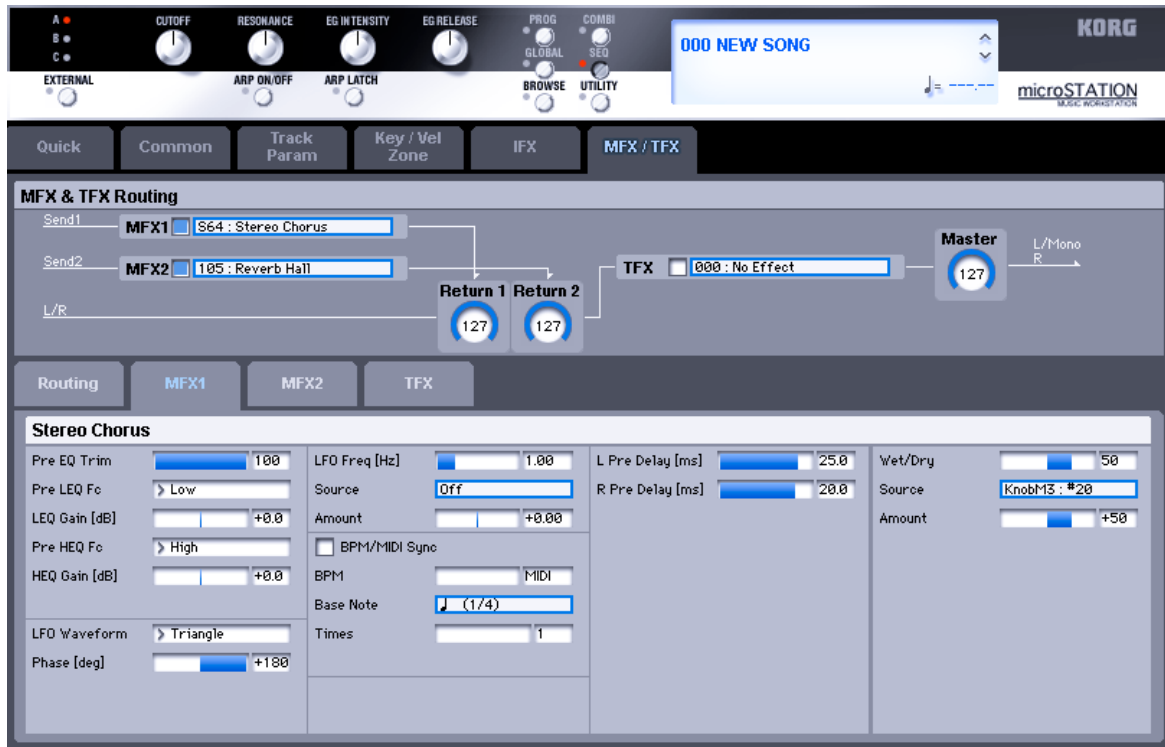 A
B
C
CUTOFF RESONANCE EG INTENSITY EG RELEASE
PROG COMBI
GLOBAL SEQ
EXTERNAL ARP ON/OFF ARP LATCH BROWSE UTILITY
000 NEW SONG
♩= ---.--
KORG
microSTATION
MUSIC WORKSTATION
Quick Common Track Param Key / Vel Zone IFX MFX / TFX
MFX & TFX Routing
Send1 MFX1 S64 : Stereo Chorus
Send2 MFX2 105 : Reverb Hall
L/R
Return 1 Return 2
127 127
TFX 000 : No Effect
Master
127
L/Mono
R
Routing MFX1 MFX2 TFX
Stereo Chorus
Pre EQ Trim 100
Pre LEQ Fc > Low
LEQ Gain [dB] +0.0
Pre HEQ Fc > High
HEQ Gain [dB] +0.0
LFO Waveform > Triangle
Phase [deg] +180
LFO Freq [Hz] 1.00
Source Off
Amount +0.00
BPM/MIDI Sync
BPM MIDI
Base Note ♩ (1/4)
Times 1
L Pre Delay [ms] 25.0
R Pre Delay [ms] 20.0
Wet/Dry 50
Source KnobM3 : #20
Amount +50